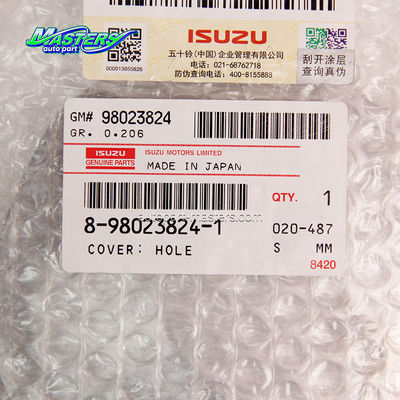 MASTERS
auto part
ISUZU
五十铃(中国)企业管理有限公司
电话：021-68762718
防伪查询电话：400-8155888
000013855826
刮开涂层
查询真伪
GM# 98023824
GR. 0.206
ISUZU
GENUINE PARTS
ISUZU MOTORS LIMITED
MADE IN JAPAN
QTY. 1
8-98023824-1
020-487
COVER; HOLE
S MM
8420